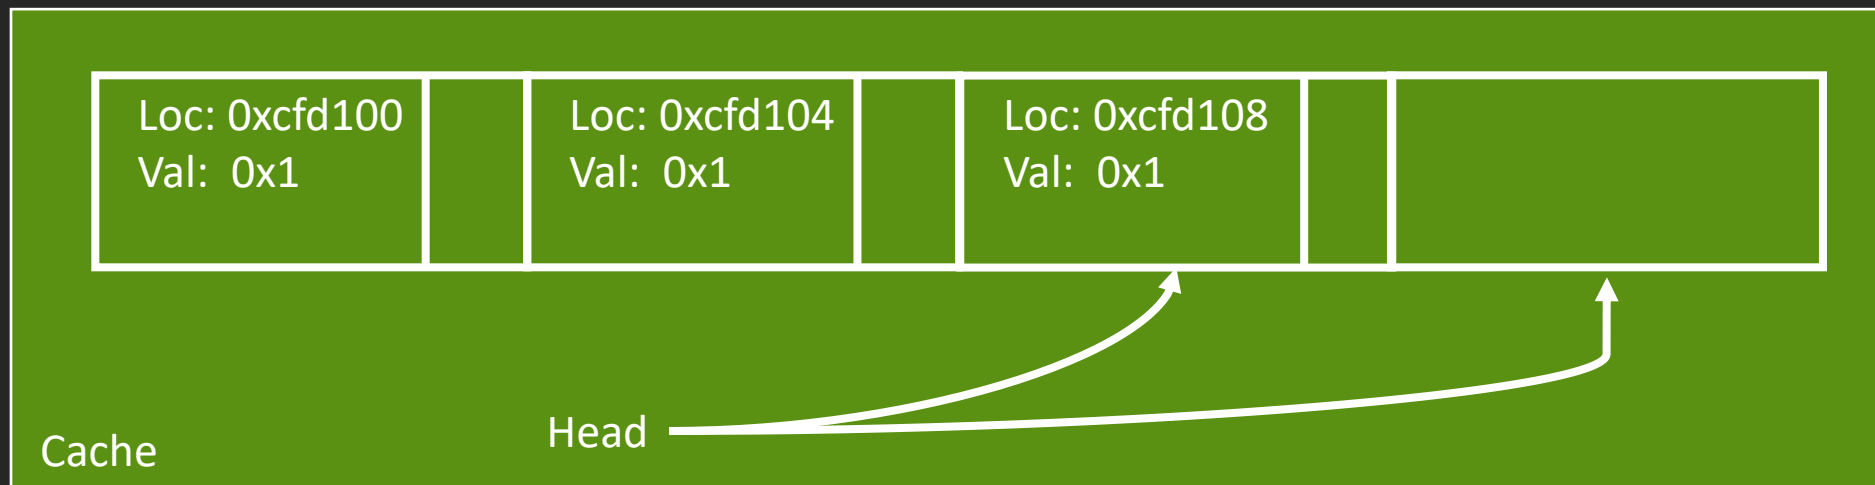 Loc: 0xcfd100
Val:  0x1
Loc: 0xcfd104
Val:  0x1
Loc: 0xcfd108
Val:  0x1
Head
Cache